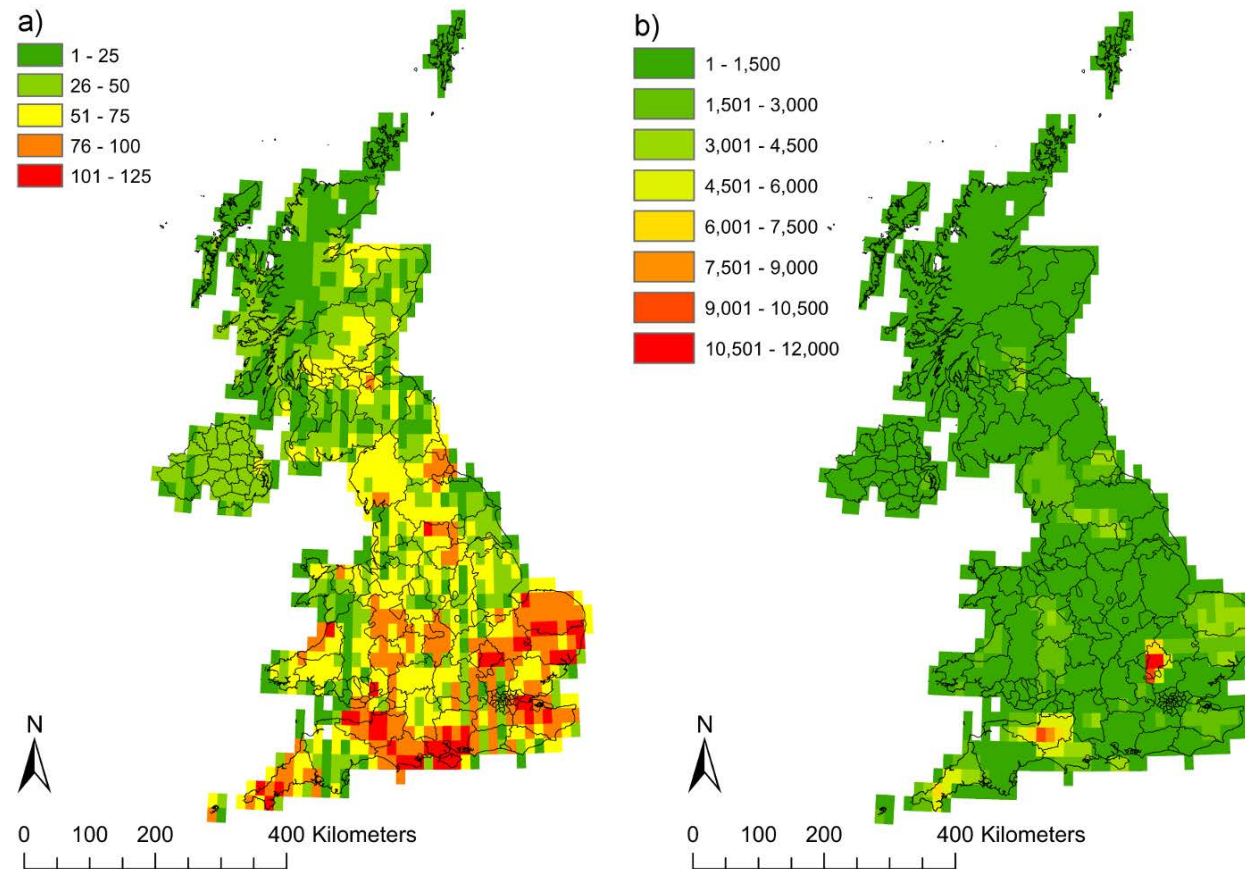 a)
1 - 25
26 - 50
51 - 75
76 - 100
101 - 125
N
0 100 200 400 Kilometers
b)
1 - 1,500
1,501 - 3,000
3,001 - 4,500
4,501 - 6,000
6,001 - 7,500
7,501 - 9,000
9,001 - 10,500
10,501 - 12,000
N
0 100 200 400 Kilometers